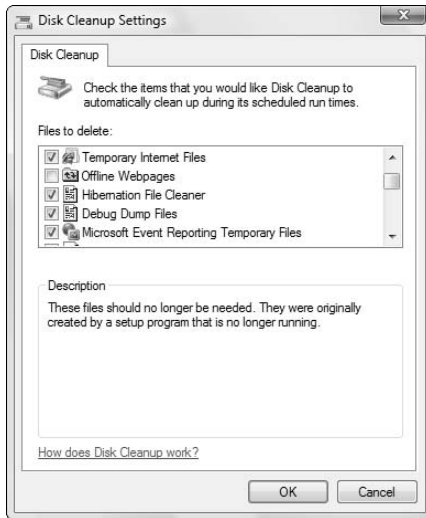 Disk Cleanup Settings
Disk Cleanup
Check the items that you would like Disk Cleanup to
automatically clean up during its scheduled run times.
Files to delete:
Temporary Internet Files
Offline Webpages
Hibernation File Cleaner
Debug Dump Files
Microsoft Event Reporting Temporary Files
Description
These files should no longer be needed. They were originally
created by a setup program that is no longer running.
How does Disk Cleanup work?
OK
Cancel